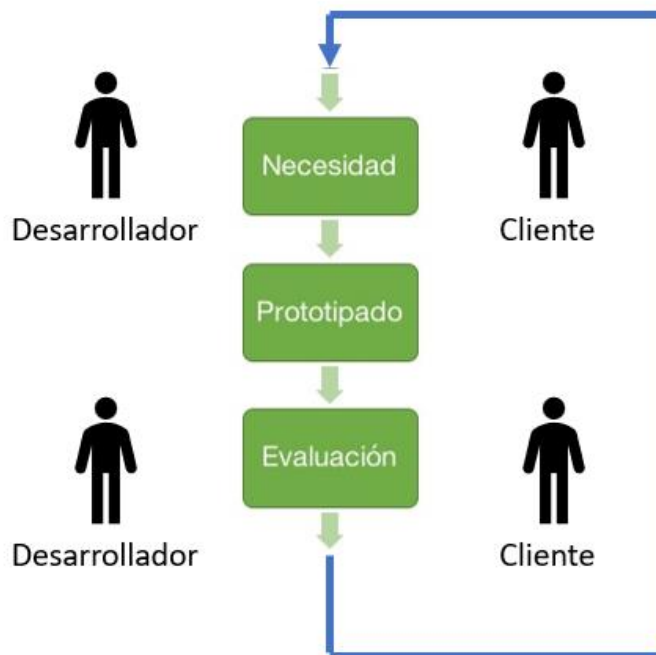 Necesidad
Desarrollador
Cliente
Prototipado
Evaluación
Desarrollador
Cliente